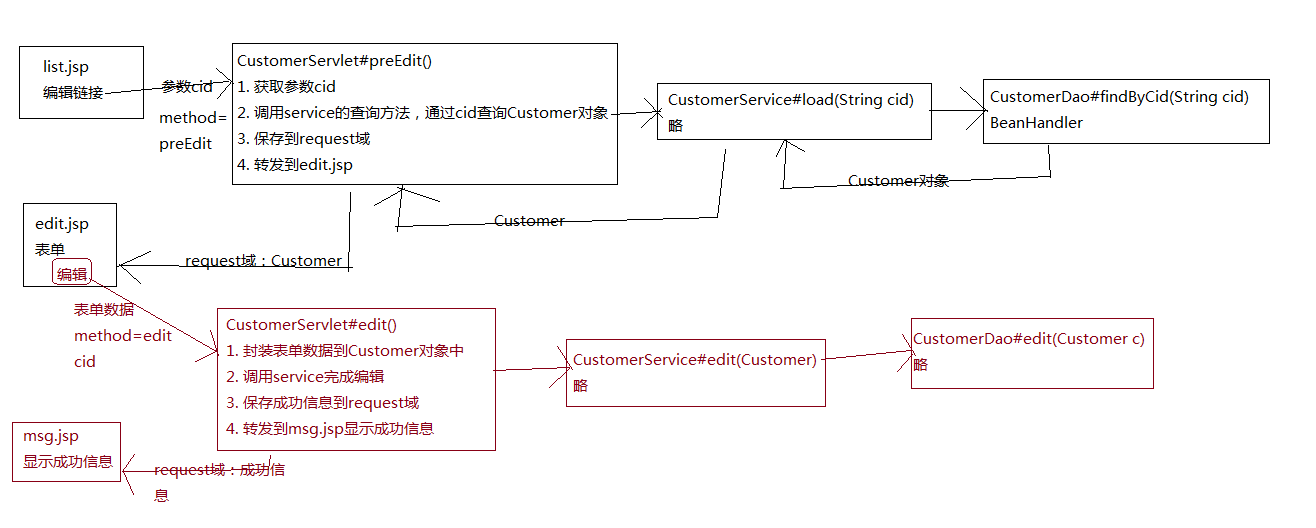 list.jsp
编辑链接
参数cid
method=
preEdit
CustomerServlet#preEdit()
1. 获取参数cid
2. 调用service的查询方法，通过cid查询Customer对象
3. 保存到request域
4. 转发到edit.jsp
CustomerService#load(String cid)
略
CustomerDao#findByCid(String cid)
BeanHandler
Customer对象
Customer
request域：Customer
edit.jsp
表单
编辑
表单数据
method=edit
cid
CustomerServlet#edit()
1. 封装表单数据到Customer对象中
2. 调用service完成编辑
3. 保存成功信息到request域
4. 转发到msg.jsp显示成功信息
CustomerService#edit(Customer)
略
CustomerDao#edit(Customer c)
略
request域：成功信
息
msg.jsp
显示成功信息